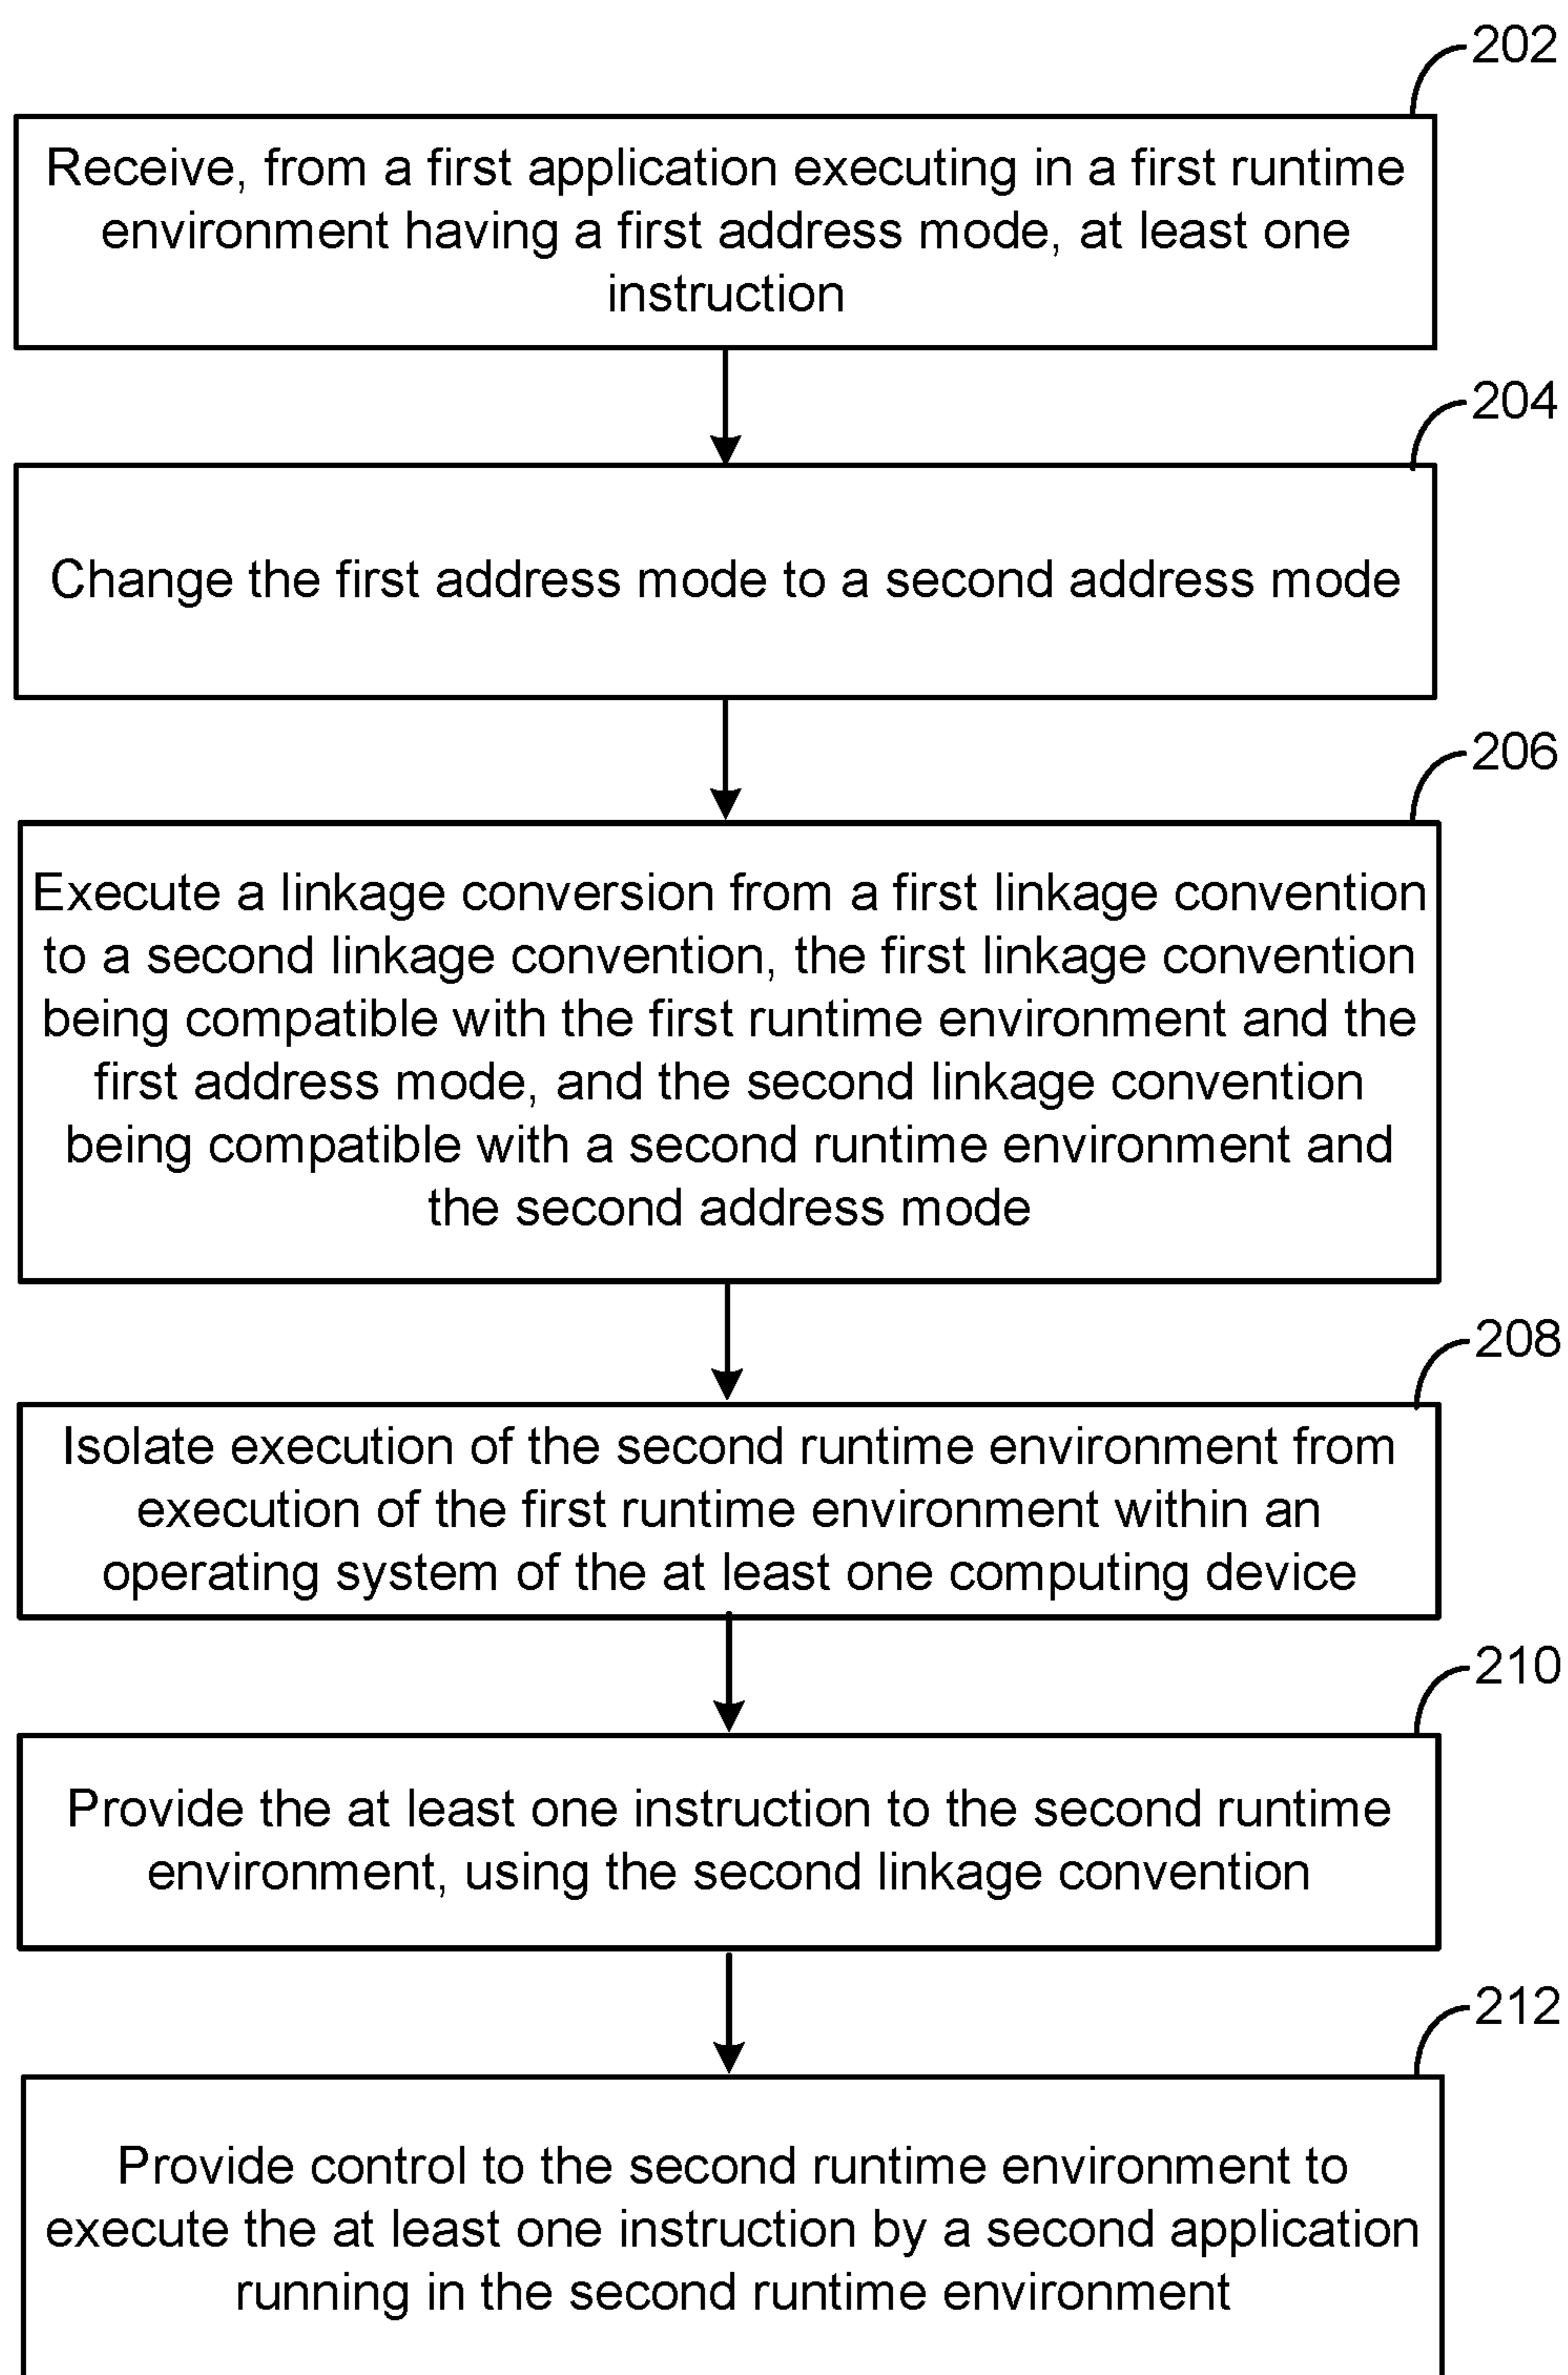 202
Receive, from a first application executing in a first runtime
environment having a first address mode, at least one
instruction
204
Change the first address mode to a second address mode
206
Execute a linkage conversion from a first linkage convention
to a second linkage convention, the first linkage convention
being compatible with the first runtime environment and the
first address mode, and the second linkage convention
being compatible with a second runtime environment and
the second address mode
208
Isolate execution of the second runtime environment from
execution of the first runtime environment within an
operating system of the at least one computing device
210
Provide the at least one instruction to the second runtime
environment, using the second linkage convention
212
Provide control to the second runtime environment to
execute the at least one instruction by a second application
running in the second runtime environment